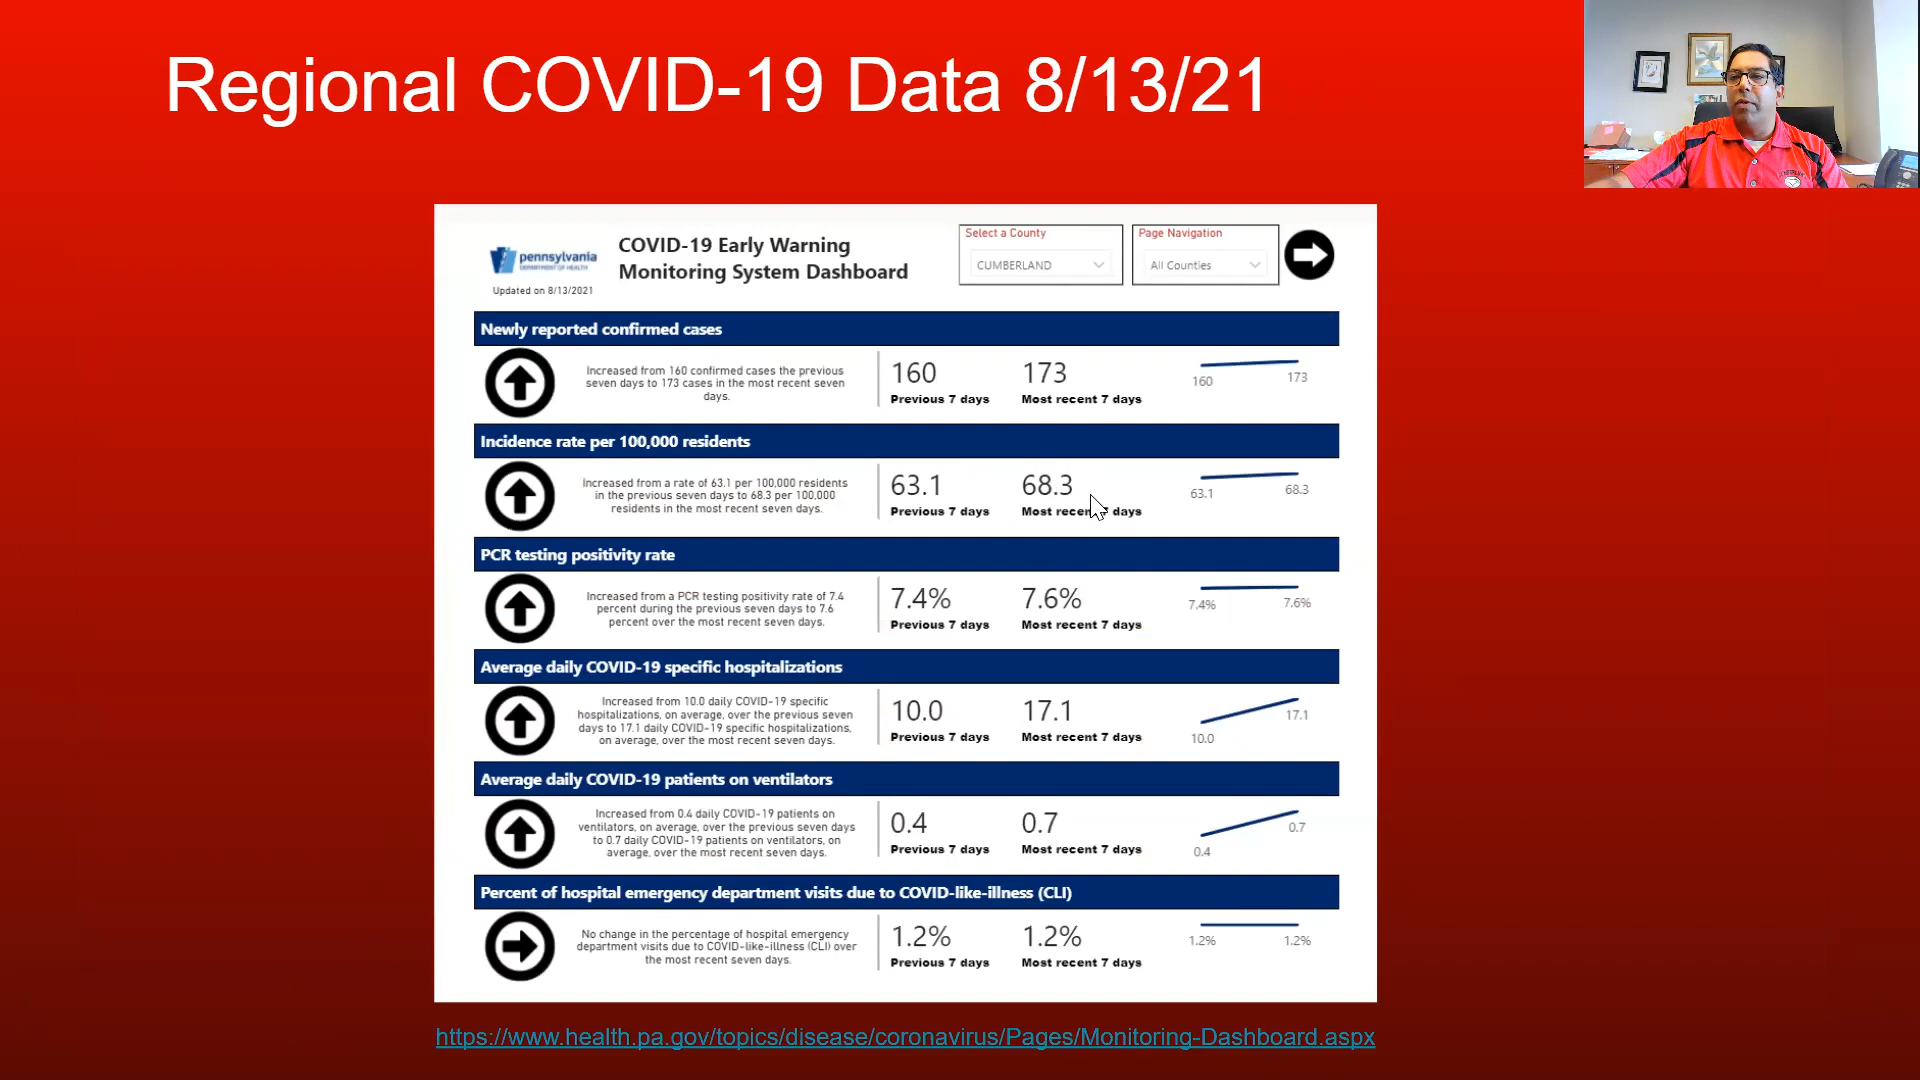 Regional COVID-19 Data 8/13/21
pennsylvania
DEPARTMENT OF HEALTH
Updated on 8/13/2021
COVID-19 Early Warning
Monitoring System Dashboard
Select a County
CUMBERLAND
Page Navigation
All Counties
Newly reported confirmed cases
Increased from 160 confirmed cases the previous
seven days to 173 cases in the most recent seven
days.
160
Previous 7 days
173
Most recent 7 days
160
173
Incidence rate per 100,000 residents
Increased from a rate of 63.1 per 100,000 residents
in the previous seven days to 68.3 per 100,000
residents in the most recent seven days.
63.1
Previous 7 days
68.3
Most recent 7 days
63.1
68.3
PCR testing positivity rate
Increased from a PCR testing positivity rate of 7.4
percent during the previous seven days to 7.6
percent over the most recent seven days.
7.4%
Previous 7 days
7.6%
Most recent 7 days
7.4%
7.6%
Average daily COVID-19 specific hospitalizations
Increased from 10.0 daily COVID-19 specific
hospitalizations, on average, over the previous seven
days to 17.1 daily COVID-19 specific hospitalizations,
on average, over the most recent seven days.
10.0
Previous 7 days
17.1
Most recent 7 days
10.0
17.1
Average daily COVID-19 patients on ventilators
Increased from 0.4 daily COVID-19 patients on
ventilators, on average, over the previous seven days
to 0.7 daily COVID-19 patients on ventilators, on
average, over the most recent seven days.
0.4
Previous 7 days
0.7
Most recent 7 days
0.4
0.7
Percent of hospital emergency department visits due to COVID-like-illness (CLI)
No change in the percentage of hospital emergency
department visits due to COVID-like-illness (CLI) over
the most recent seven days.
1.2%
Previous 7 days
1.2%
Most recent 7 days
1.2%
1.2%
https://www.health.pa.gov/topics/disease/coronavirus/Pages/Monitoring-Dashboard.aspx